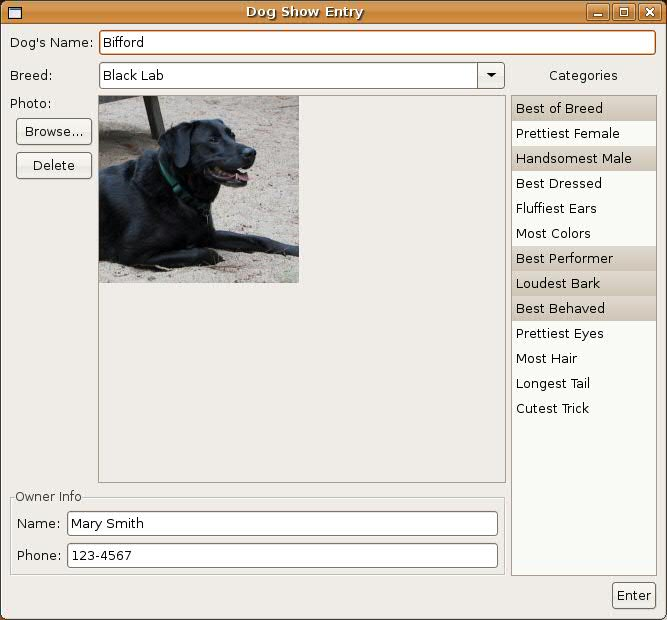 Dog Show Entry
Dog's Name: Bifford
Breed: Black Lab
Categories
Photo:
Browse...
Delete
Best of Breed
Prettiest Female
Handsomest Male
Best Dressed
Fluffiest Ears
Most Colors
Best Performer
Loudest Bark
Best Behaved
Prettiest Eyes
Most Hair
Longest Tail
Cutest Trick
Owner Info
Name: Mary Smith
Phone: 123-4567
Enter